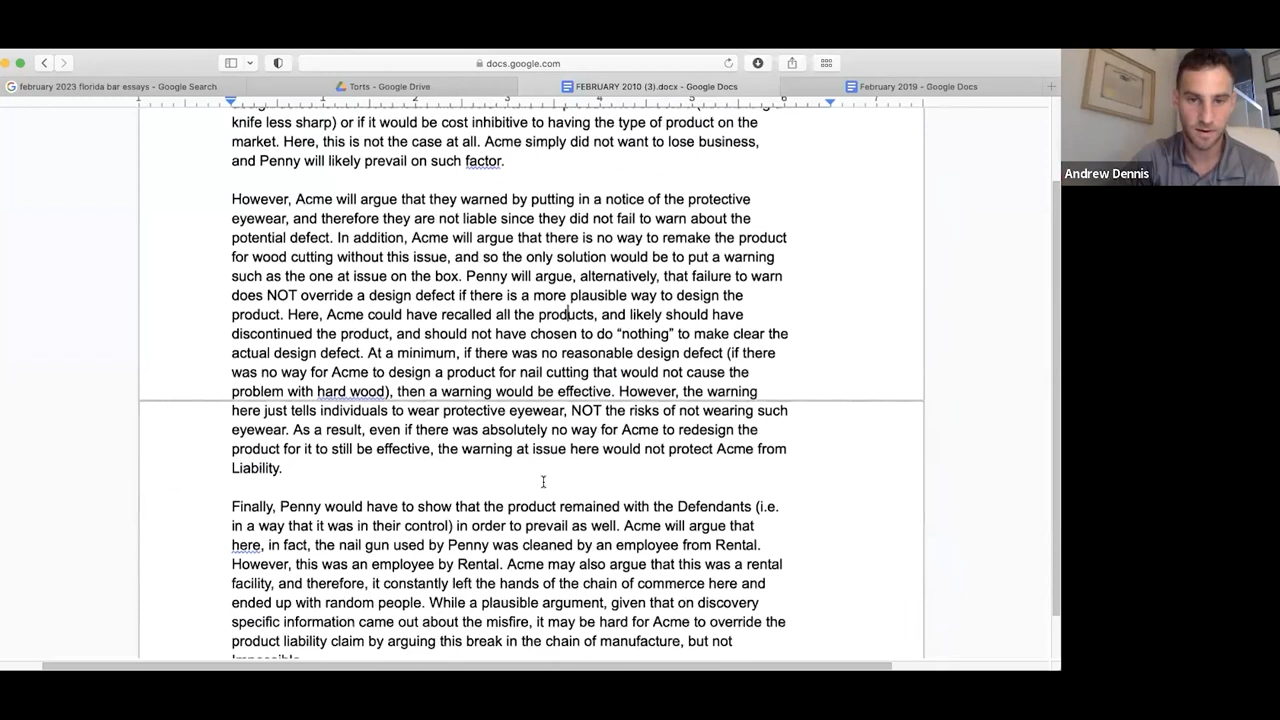 docs.google.com
february 2023 florida bar essays - Google Search
Torts - Google Drive
FEBRUARY 2010 (3).docx - Google Docs
February 2019 - Google Docs
knife less sharp) or if it would be cost inhibitive to having the type of product on the
market. Here, this is not the case at all. Acme simply did not want to lose business,
and Penny will likely prevail on such factor.
However, Acme will argue that they warned by putting in a notice of the protective
eyewear, and therefore they are not liable since they did not fail to warn about the
potential defect. In addition, Acme will argue that there is no way to remake the product
for wood cutting without this issue, and so the only solution would be to put a warning
such as the one at issue on the box. Penny will argue, alternatively, that failure to warn
does NOT override a design defect if there is a more plausible way to design the
product. Here, Acme could have recalled all the products, and likely should have
discontinued the product, and should not have chosen to do “nothing” to make clear the
actual design defect. At a minimum, if there was no reasonable design defect (if there
was no way for Acme to design a product for nail cutting that would not cause the
problem with hard wood), then a warning would be effective. However, the warning
here just tells individuals to wear protective eyewear, NOT the risks of not wearing such
eyewear. As a result, even if there was absolutely no way for Acme to redesign the
product for it to still be effective, the warning at issue here would not protect Acme from
Liability.
Finally, Penny would have to show that the product remained with the Defendants (i.e.
in a way that it was in their control) in order to prevail as well. Acme will argue that
here, in fact, the nail gun used by Penny was cleaned by an employee from Rental.
However, this was an employee by Rental. Acme may also argue that this was a rental
facility, and therefore, it constantly left the hands of the chain of commerce here and
ended up with random people. While a plausible argument, given that on discovery
specific information came out about the misfire, it may be hard for Acme to override the
product liability claim by arguing this break in the chain of manufacture, but not
Andrew Dennis